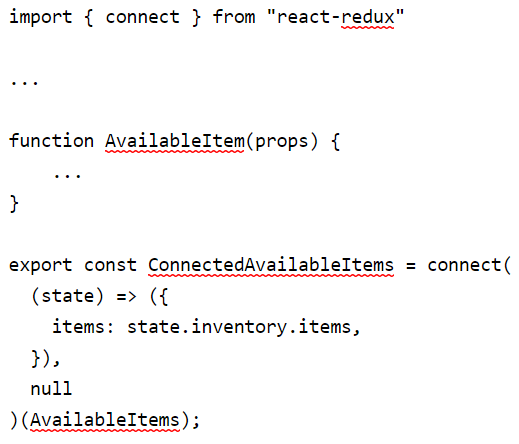 import { connect } from "react-redux"
...
function AvailableItem(props) {
    ...
}
export const ConnectedAvailableItems = connect(
  (state) => ({
    items: state.inventory.items,
  }),
  null
)(AvailableItems);